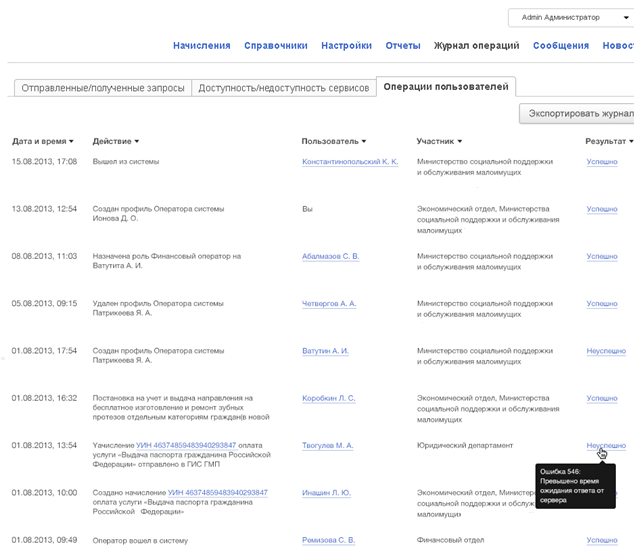 Admin Администратор
Начисления Справочники Настройки Отчеты Журнал операций Сообщения Новос
Отправленные/полученные запросы Доступность/недоступность сервисов Операции пользователей
Экспортировать журнал
Дата и время Действие Пользователь Участник Результат
15.08.2013, 17:08 Вышел из системы Константинопольский К. К. Министерство социальной поддержки Успешно
и обслуживания малоимущих
13.08.2013, 12:54 Создан профиль Оператора системы Вы Экономический отдел, Министерства Успешно
Ионова Д. О. социальной поддержки и обслуживания
малоимущих
08.08.2013, 11:03 Назначена роль Финансовый оператор на Абалмазов С. В. Министерство социальной поддержки Успешно
Ватутита А. И. и обслуживания малоимущих
05.08.2013, 09:15 Удален профиль Оператора системы Четвергов А. А. Министерство социальной поддержки Успешно
Патрикеева Я. А. и обслуживания малоимущих
01.08.2013, 17:54 Создан профиль Оператора системы Ватутин А. И. Министерство социальной поддержки Неуспешно
Патрикеева Я. А. и обслуживания малоимущих
01.08.2013, 16:32 Постановка на учет и выдача направления на Коробкин Л. С. Экономический отдел, Министерства Успешно
бесплатное изготовление и ремонт зубных социальной поддержки и обслуживания
протезов отдельным категориям граждан(в новой малоимущих
01.08.2013, 13:54 Уачисление УИН 46374859483940293847 оплата Твогулев М. А. Юридический департамент Неуспешно
услуги «Выдача паспорта гражданина Российской
Федерации» отправлено в ГИС ГМП
Ошибка 546:
Превышено время
ожидания ответа от
сервера
01.08.2013, 10:00 Создано начисление УИН 46374859483940293847 Инашин Л. Ю. Экономический отдел, Министерс Успешно
оплата услуги «Выдача паспорта гражданина социальной поддержки и обслужи
Российской Федерации» малоимущих
01.08.2013, 09:49 Оператор вошел в систему Ремизова С. В. Финансовый отдел Успешно